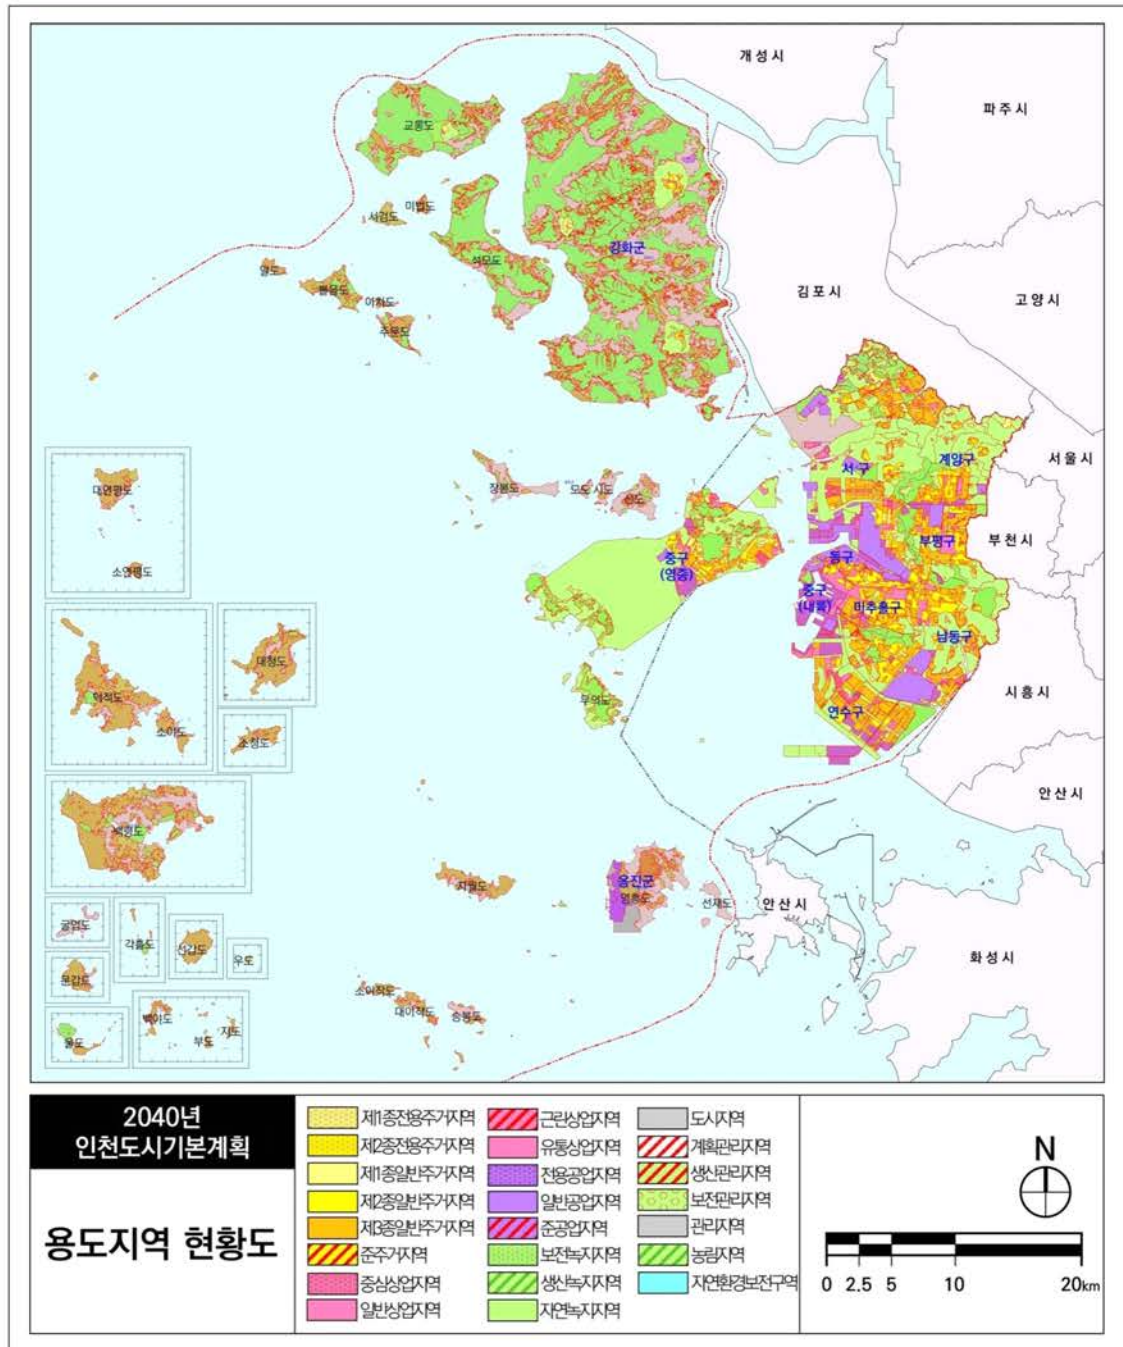 개성시
파주시
교동도
미법도
서검도
강화군
석모도
말도
볼음도
아차도
주문도
김포시
고양시
서울시
서구
계양구
대연평도
장봉도
모도
시도
신도
부천시
부평구
중구
(영종)
동구
소연평도
중구
(내륙)
미추홀구
남동구
대청도
덕적도
무의도
시흥시
소야도
연수구
소청도
안산시
백령도
자월도
옹진군
영흥도
선재도
안산시
굴업도
각흘도
선갑도
우도
화성시
문갑도
소이작도
대이작도
승봉도
백아도
지도
부도
울도
2040년
인천도시기본계획
용도지역 현황도
제1종전용주거지역
제2종전용주거지역
제1종일반주거지역
제2종일반주거지역
제3종일반주거지역
준주거지역
중심상업지역
일반상업지역
근린상업지역
유통상업지역
전용공업지역
일반공업지역
준공업지역
보전녹지지역
생산녹지지역
자연녹지지역
도시지역
계획관리지역
생산관리지역
보전관리지역
관리지역
농림지역
자연환경보전구역
N
0 2.5 5 10 20km